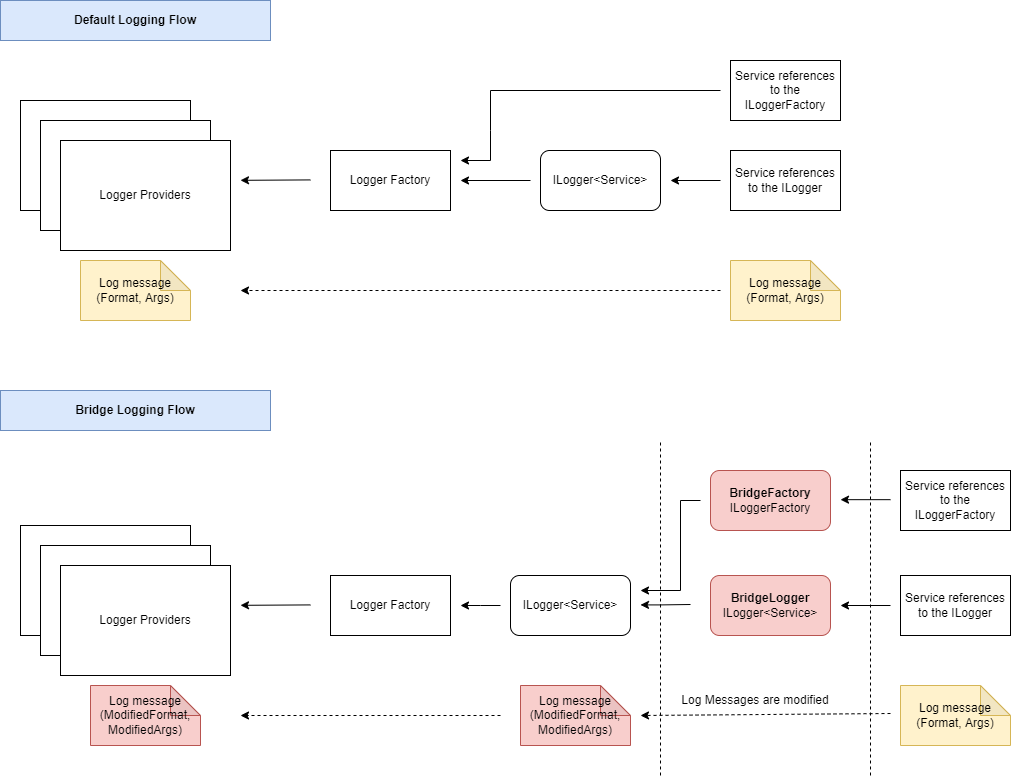 Default Logging Flow
Service references
to the
ILoggerFactory
Logger Providers
Logger Factory
ILogger<Service>
Service references
to the ILogger
Log message
(Format, Args)
Log message
(Format, Args)
Bridge Logging Flow
BridgeFactory
ILoggerFactory
Service references
to the
ILoggerFactory
Logger Providers
Logger Factory
ILogger<Service>
BridgeLogger
ILogger<Service>
Service references
to the ILogger
Log message
(ModifiedFormat,
ModifiedArgs)
Log message
(ModifiedFormat,
ModifiedArgs)
Log Messages are modified
Log message
(Format, Args)